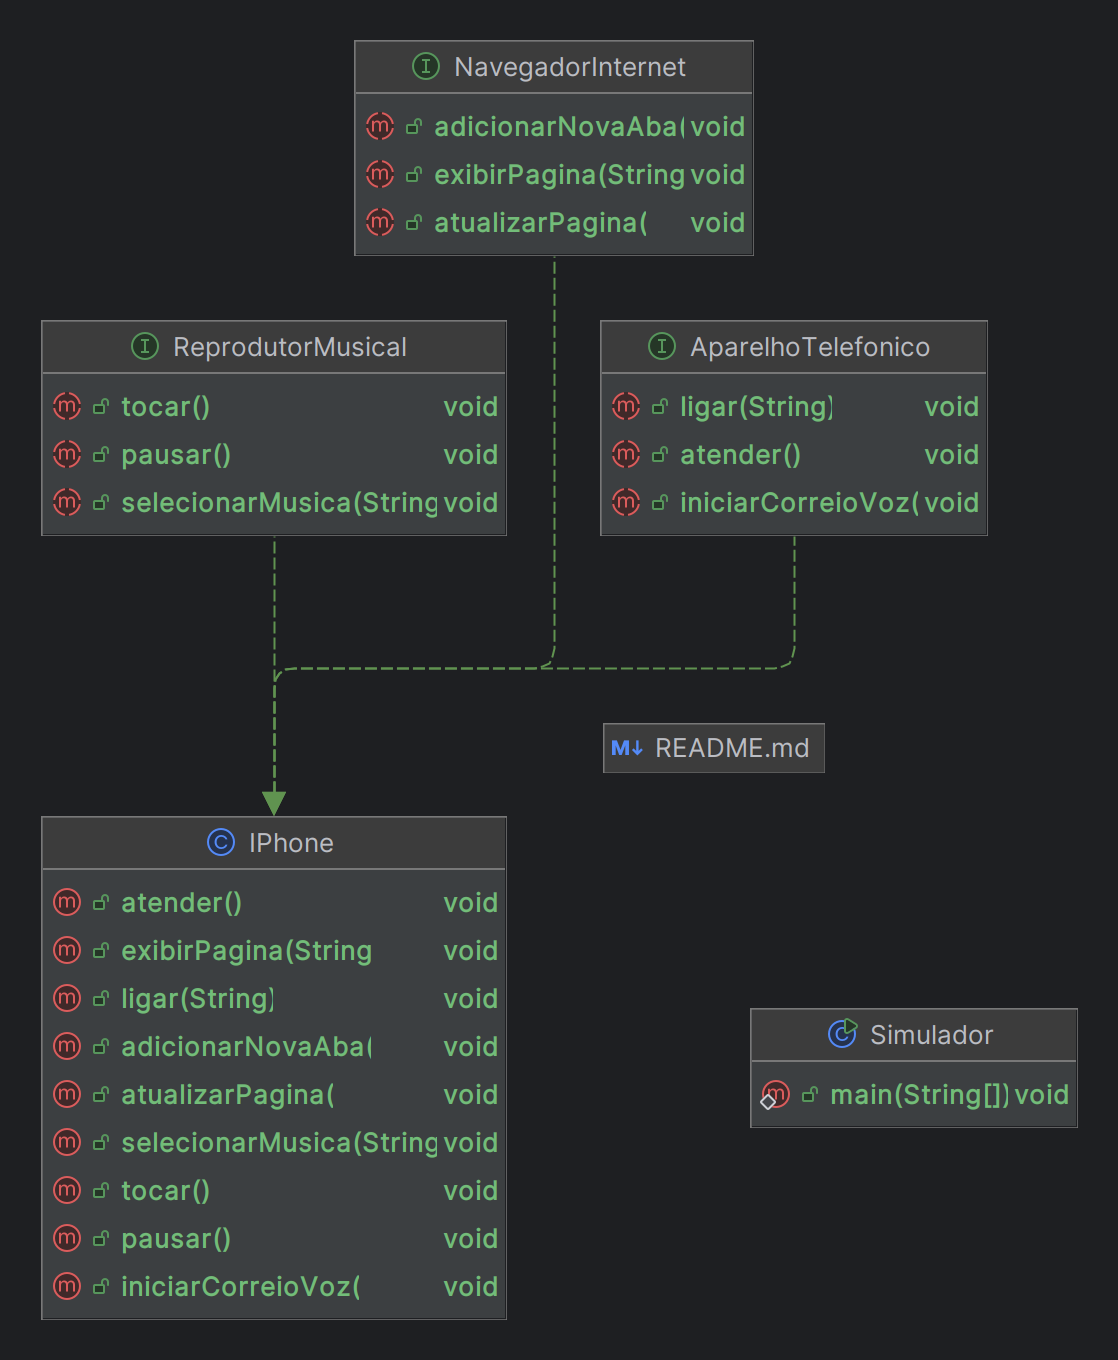 NavegadorInternet
adicionarNovaAba( void
exibirPagina(String void
atualizarPagina( void
ReprodutorMusical
tocar() void
pausar() void
selecionarMusica(String void
AparelhoTelefonico
ligar(String) void
atender() void
iniciarCorreioVoz( void
M↓ README.md
IPhone
atender() void
exibirPagina(String void
ligar(String) void
adicionarNovaAba( void
atualizarPagina( void
selecionarMusica(String void
tocar() void
pausar() void
iniciarCorreioVoz( void
Simulador
main(String[]) void